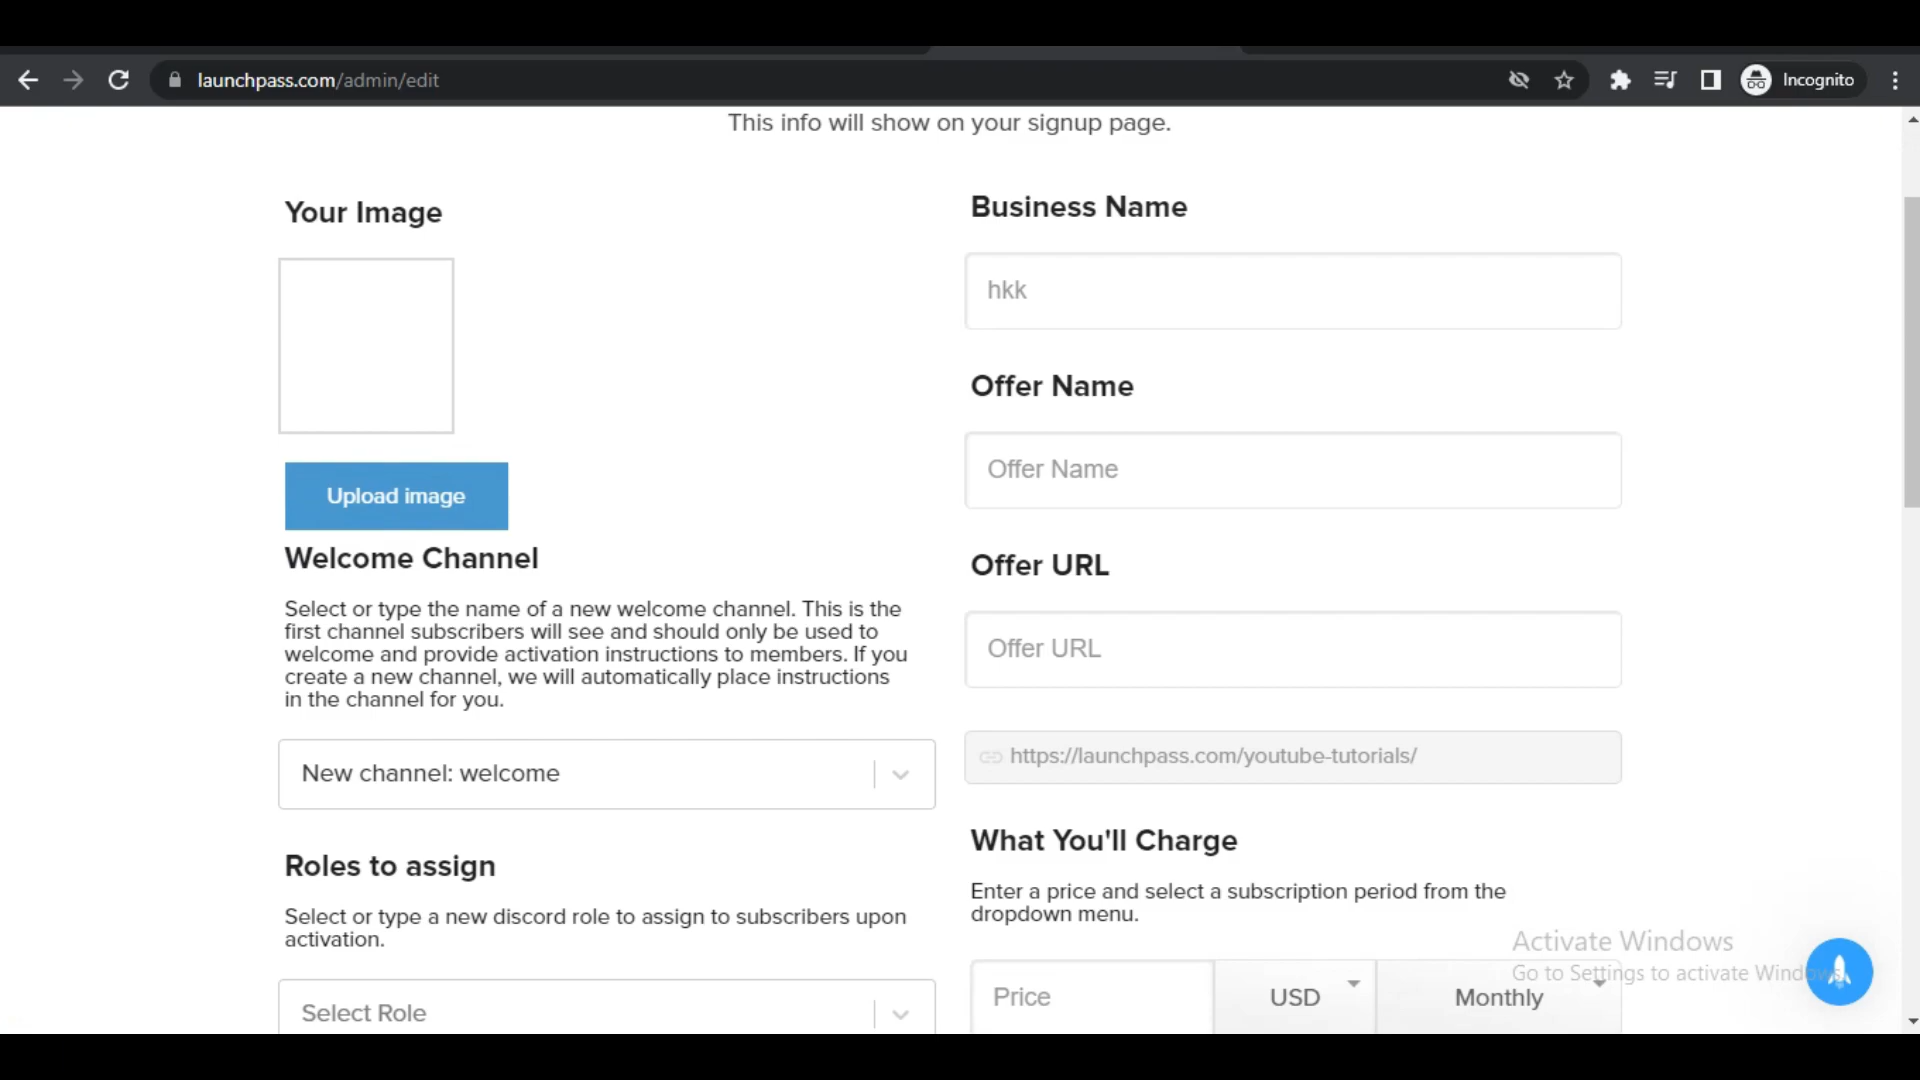 launchpass.com/admin/edit
Incognito
This info will show on your signup page.
Your Image
Upload image
Welcome Channel
Select or type the name of a new welcome channel. This is the
first channel subscribers will see and should only be used to
welcome and provide activation instructions to members. If you
create a new channel, we will automatically place instructions
in the channel for you.
New channel: welcome
Roles to assign
Select or type a new discord role to assign to subscribers upon
activation.
Select Role
Business Name
hkk
Offer Name
Offer Name
Offer URL
Offer URL
https://launchpass.com/youtube-tutorials/
What You'll Charge
Enter a price and select a subscription period from the
dropdown menu.
Price
USD
Monthly
Activate Windows
Go to Settings to activate Windows.